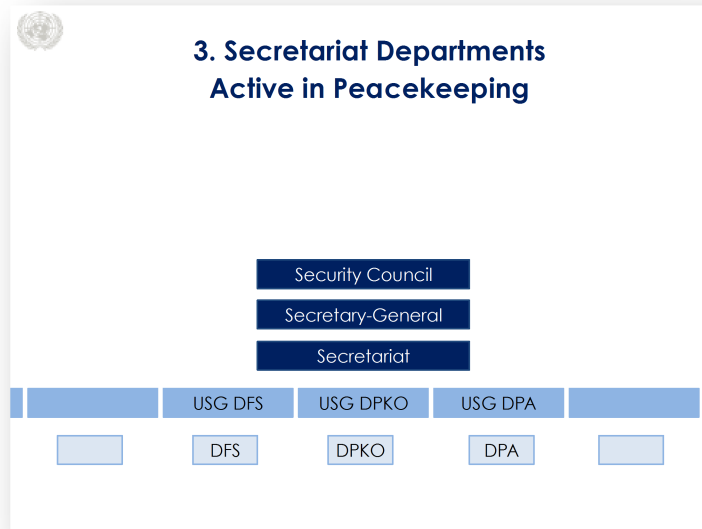 3. Secretariat Departments
Active in Peacekeeping
Security Council
Secretary-General
Secretariat
USG DFS USG DPKO USG DPA
DFS DPKO DPA